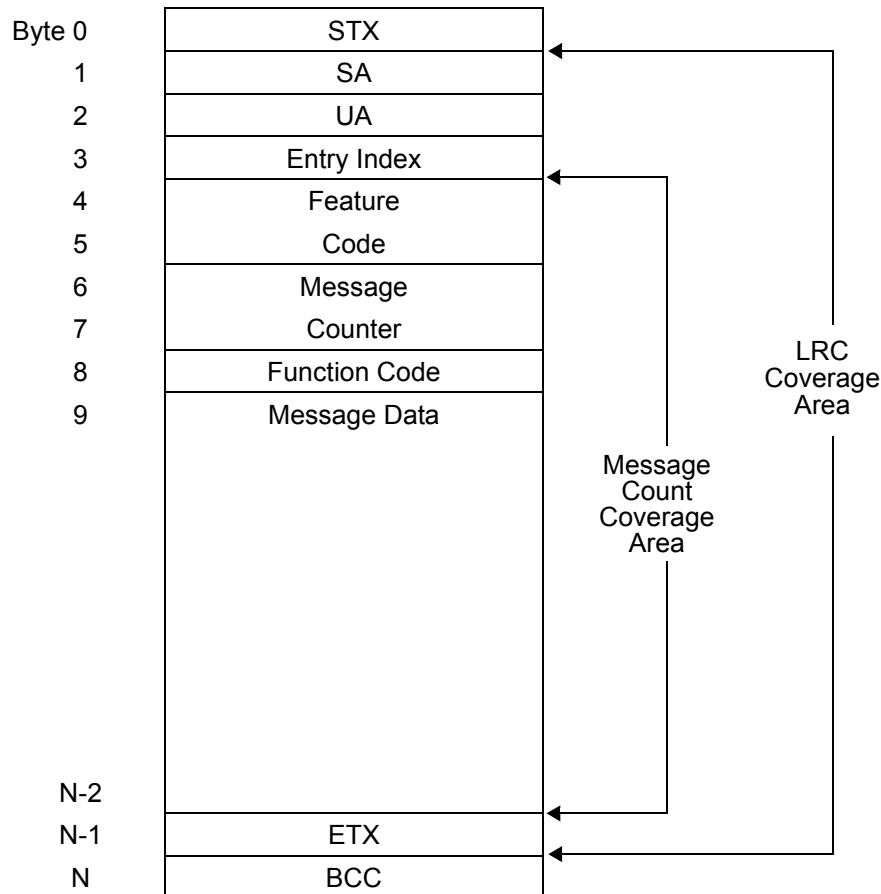 Byte 0 STX
1 SA
2 UA
3 Entry Index
4 Feature
5 Code
6 Message
7 Counter
8 Function Code
9 Message Data
LRC
Coverage
Area
Message
Count
Coverage
Area
N-2
N-1 ETX
N BCC